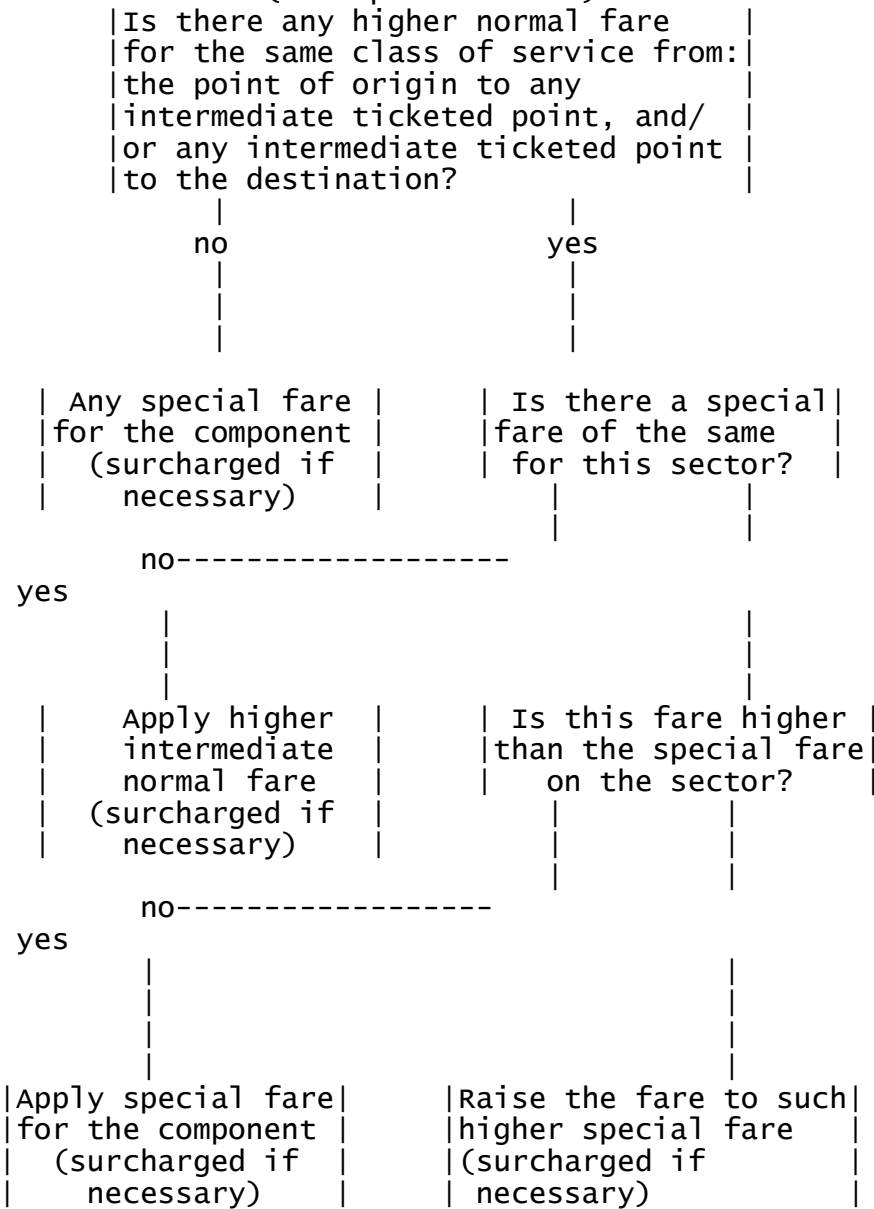 |Is there any higher normal fare |
|for the same class of service from:|
|the point of origin to any |
|intermediate ticketed point, and/ |
|or any intermediate ticketed point |
|to the destination? |
no yes
| Any special fare | | Is there a special|
|for the component | |fare of the same |
| (surcharged if | | for this sector? |
| necessary) |
no-------------------
yes
| Apply higher | | Is this fare higher |
| intermediate | |than the special fare|
| normal fare | | on the sector? |
| (surcharged if |
| necessary) |
no------------------
yes
|Apply special fare| |Raise the fare to such|
|for the component | |higher special fare |
| (surcharged if | |(surcharged if |
| necessary) | | necessary) |